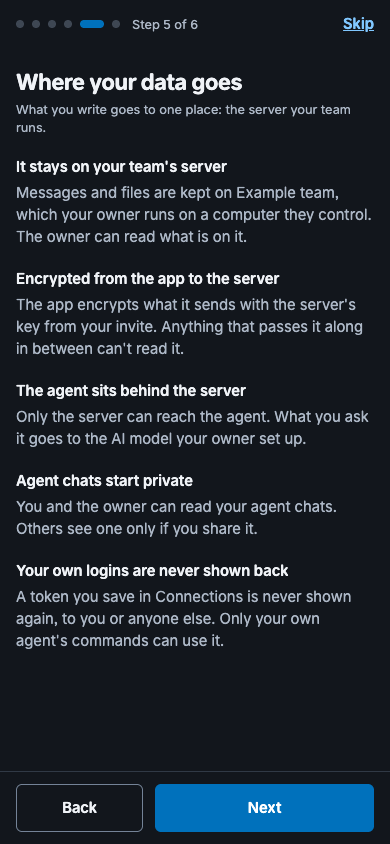 Step 5 of 6
Skip
Where your data goes
What you write goes to one place: the server your team
runs.
It stays on your team's server
Messages and files are kept on Example team,
which your owner runs on a computer they control.
The owner can read what is on it.
Encrypted from the app to the server
The app encrypts what it sends with the server's
key from your invite. Anything that passes it along
in between can't read it.
The agent sits behind the server
Only the server can reach the agent. What you ask
it goes to the AI model your owner set up.
Agent chats start private
You and the owner can read your agent chats.
Others see one only if you share it.
Your own logins are never shown back
A token you save in Connections is never shown
again, to you or anyone else. Only your own
agent's commands can use it.
Back
Next